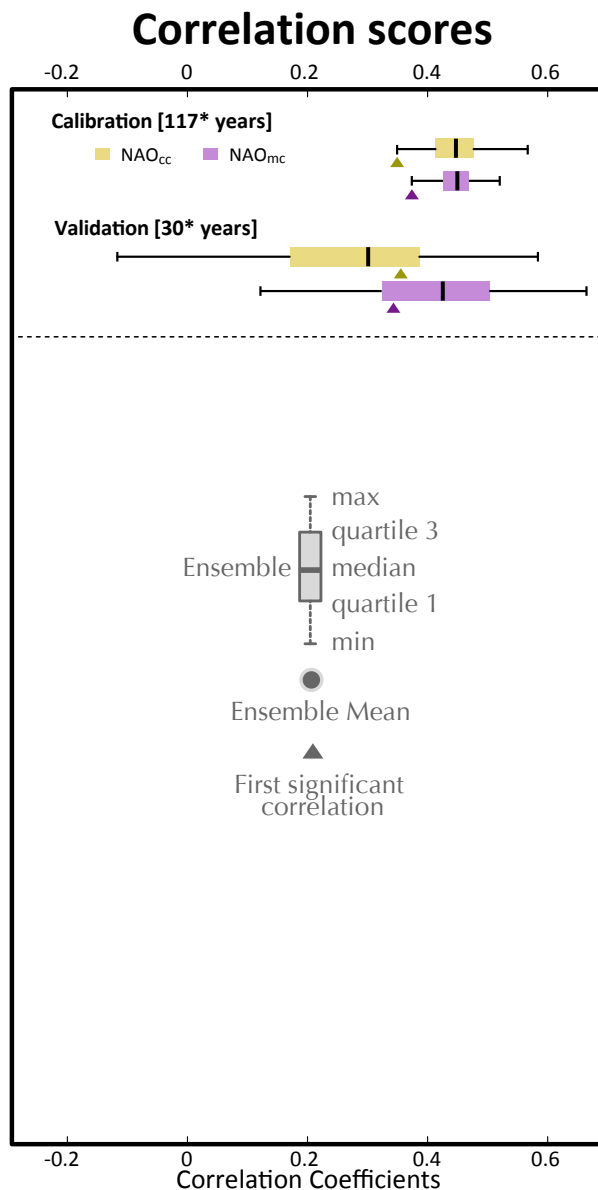 Correlation scores
-0.2 0 0.2 0.4 0.6
Calibration [117* years]
NAOcc NAOmc
Validation [30* years]
max
quartile 3
Ensemble median
quartile 1
min
Ensemble Mean
First significant
correlation
-0.2 0 0.2 0.4 0.6
Correlation Coefficients